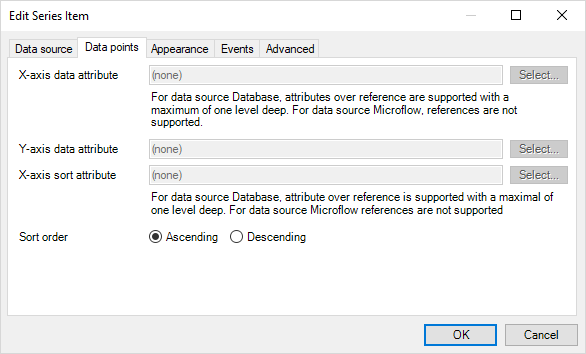 Edit Series Item
Data source Data points Appearance Events Advanced
X-axis data attribute (none) Select...
For data source Database, attributes over reference are supported with a
maximum of one level deep. For data source Microflow, references are not
supported.
Y-axis data attribute (none) Select...
X-axis sort attribute (none) Select...
For data source Database, attribute over reference is supported with a maximal of
one level deep. For data source Microflow references are not supported
Sort order Ascending Descending
OK Cancel